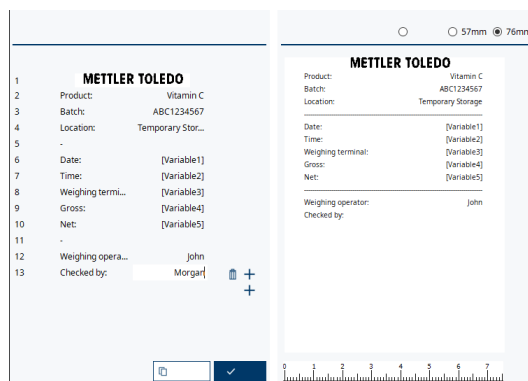 57mm 76mm
1 METTLER TOLEDO
2 Product: Vitamin C
3 Batch: ABC1234567
4 Location: Temporary Stor...
5 -
6 Date: [Variable1]
7 Time: [Variable2]
8 Weighing termi... [Variable3]
9 Gross: [Variable4]
10 Net: [Variable5]
11 -
12 Weighing opera... John
13 Checked by: Morgan
METTLER TOLEDO
Product: Vitamin C
Batch: ABC1234567
Location: Temporary Storage
Date: [Variable1]
Time: [Variable2]
Weighing terminal: [Variable3]
Gross: [Variable4]
Net: [Variable5]
Weighing operator: John
Checked by:
0 1 2 3 4 5 6 7